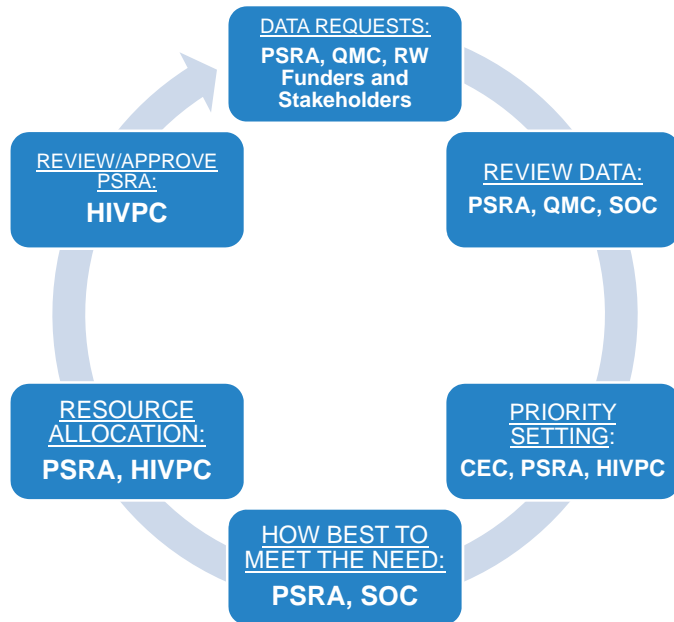 DATA REQUESTS:
PSRA, QMC, RW
Funders and
Stakeholders
REVIEW DATA:
PSRA, QMC, SOC
PRIORITY
SETTING:
CEC, PSRA, HIVPC
HOW BEST TO
MEET THE NEED:
PSRA, SOC
RESOURCE
ALLOCATION:
PSRA, HIVPC
REVIEW/APPROVE
PSRA:
HIVPC